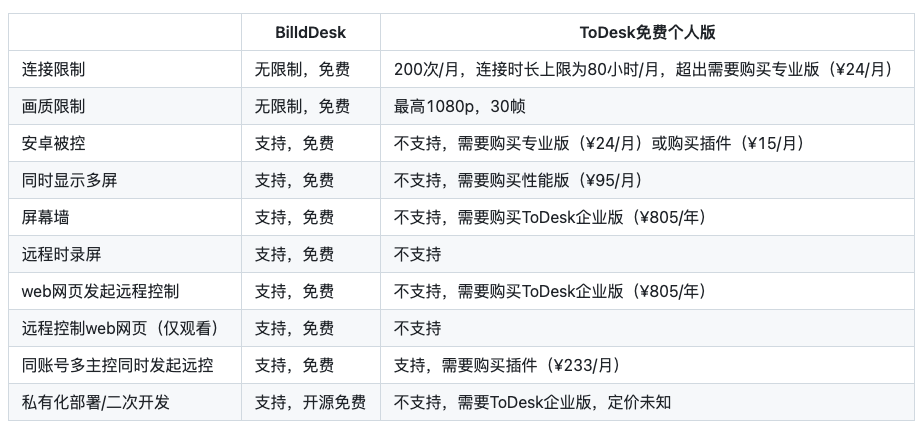 BilldDesk ToDesk免费个人版
连接限制 无限制，免费 200次/月，连接时长上限为80小时/月，超出需要购买专业版（¥24/月）
画质限制 无限制，免费 最高1080p，30帧
安卓被控 支持，免费 不支持，需要购买专业版（¥24/月）或购买插件（¥15/月）
同时显示多屏 支持，免费 不支持，需要购买性能版（¥95/月）
屏幕墙 支持，免费 不支持，需要购买ToDesk企业版（¥805/年）
远程时录屏 支持，免费 不支持
web网页发起远程控制 支持，免费 不支持，需要购买ToDesk企业版（¥805/年）
远程控制web网页（仅观看） 支持，免费 不支持
同账号多主控同时发起远控 支持，免费 支持，需要购买插件（¥233/月）
私有化部署/二次开发 支持，开源免费 不支持，需要ToDesk企业版，定价未知